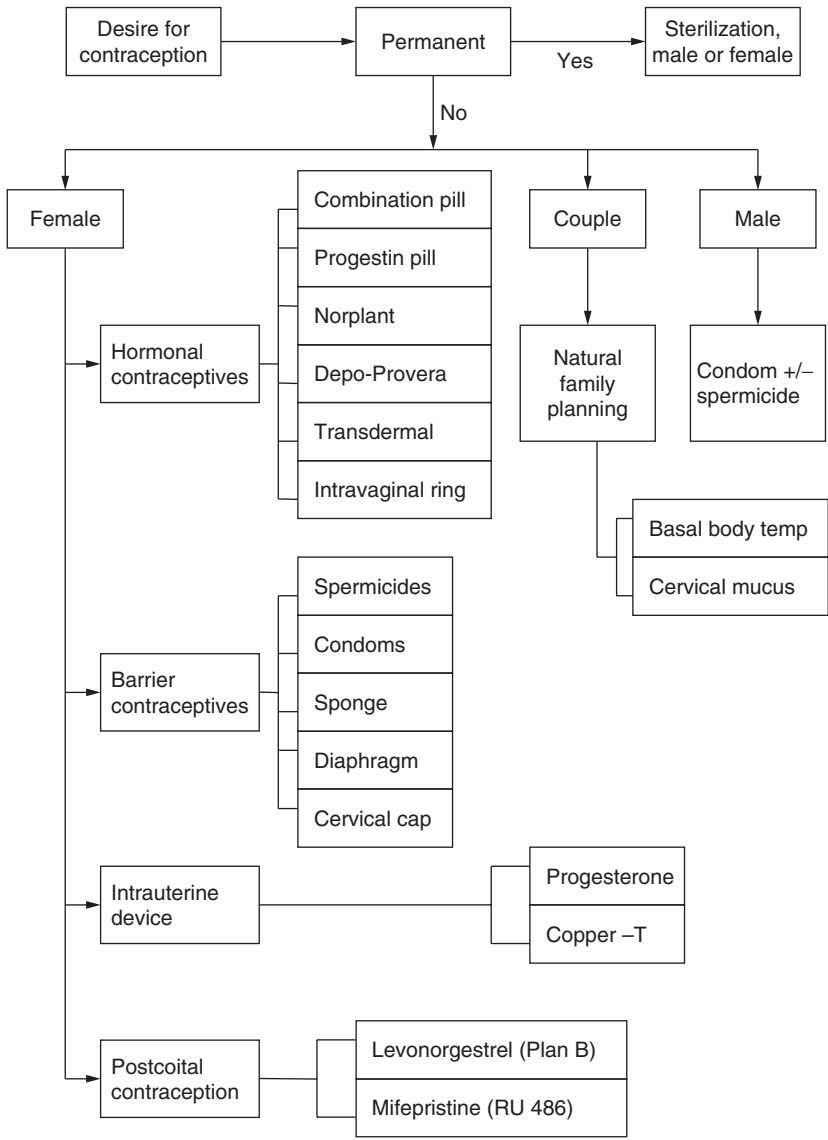 Desire for
contraception
Permanent
Yes
Sterilization,
male or female
No
Female
Couple
Male
Hormonal
contraceptives
Combination pill
Progestin pill
Norplant
Depo-Provera
Transdermal
Intravaginal ring
Natural
family
planning
Condom +/–
spermicide
Basal body temp
Cervical mucus
Barrier
contraceptives
Spermicides
Condoms
Sponge
Diaphragm
Cervical cap
Intrauterine
device
Progesterone
Copper –T
Postcoital
contraception
Levonorgestrel (Plan B)
Mifepristine (RU 486)